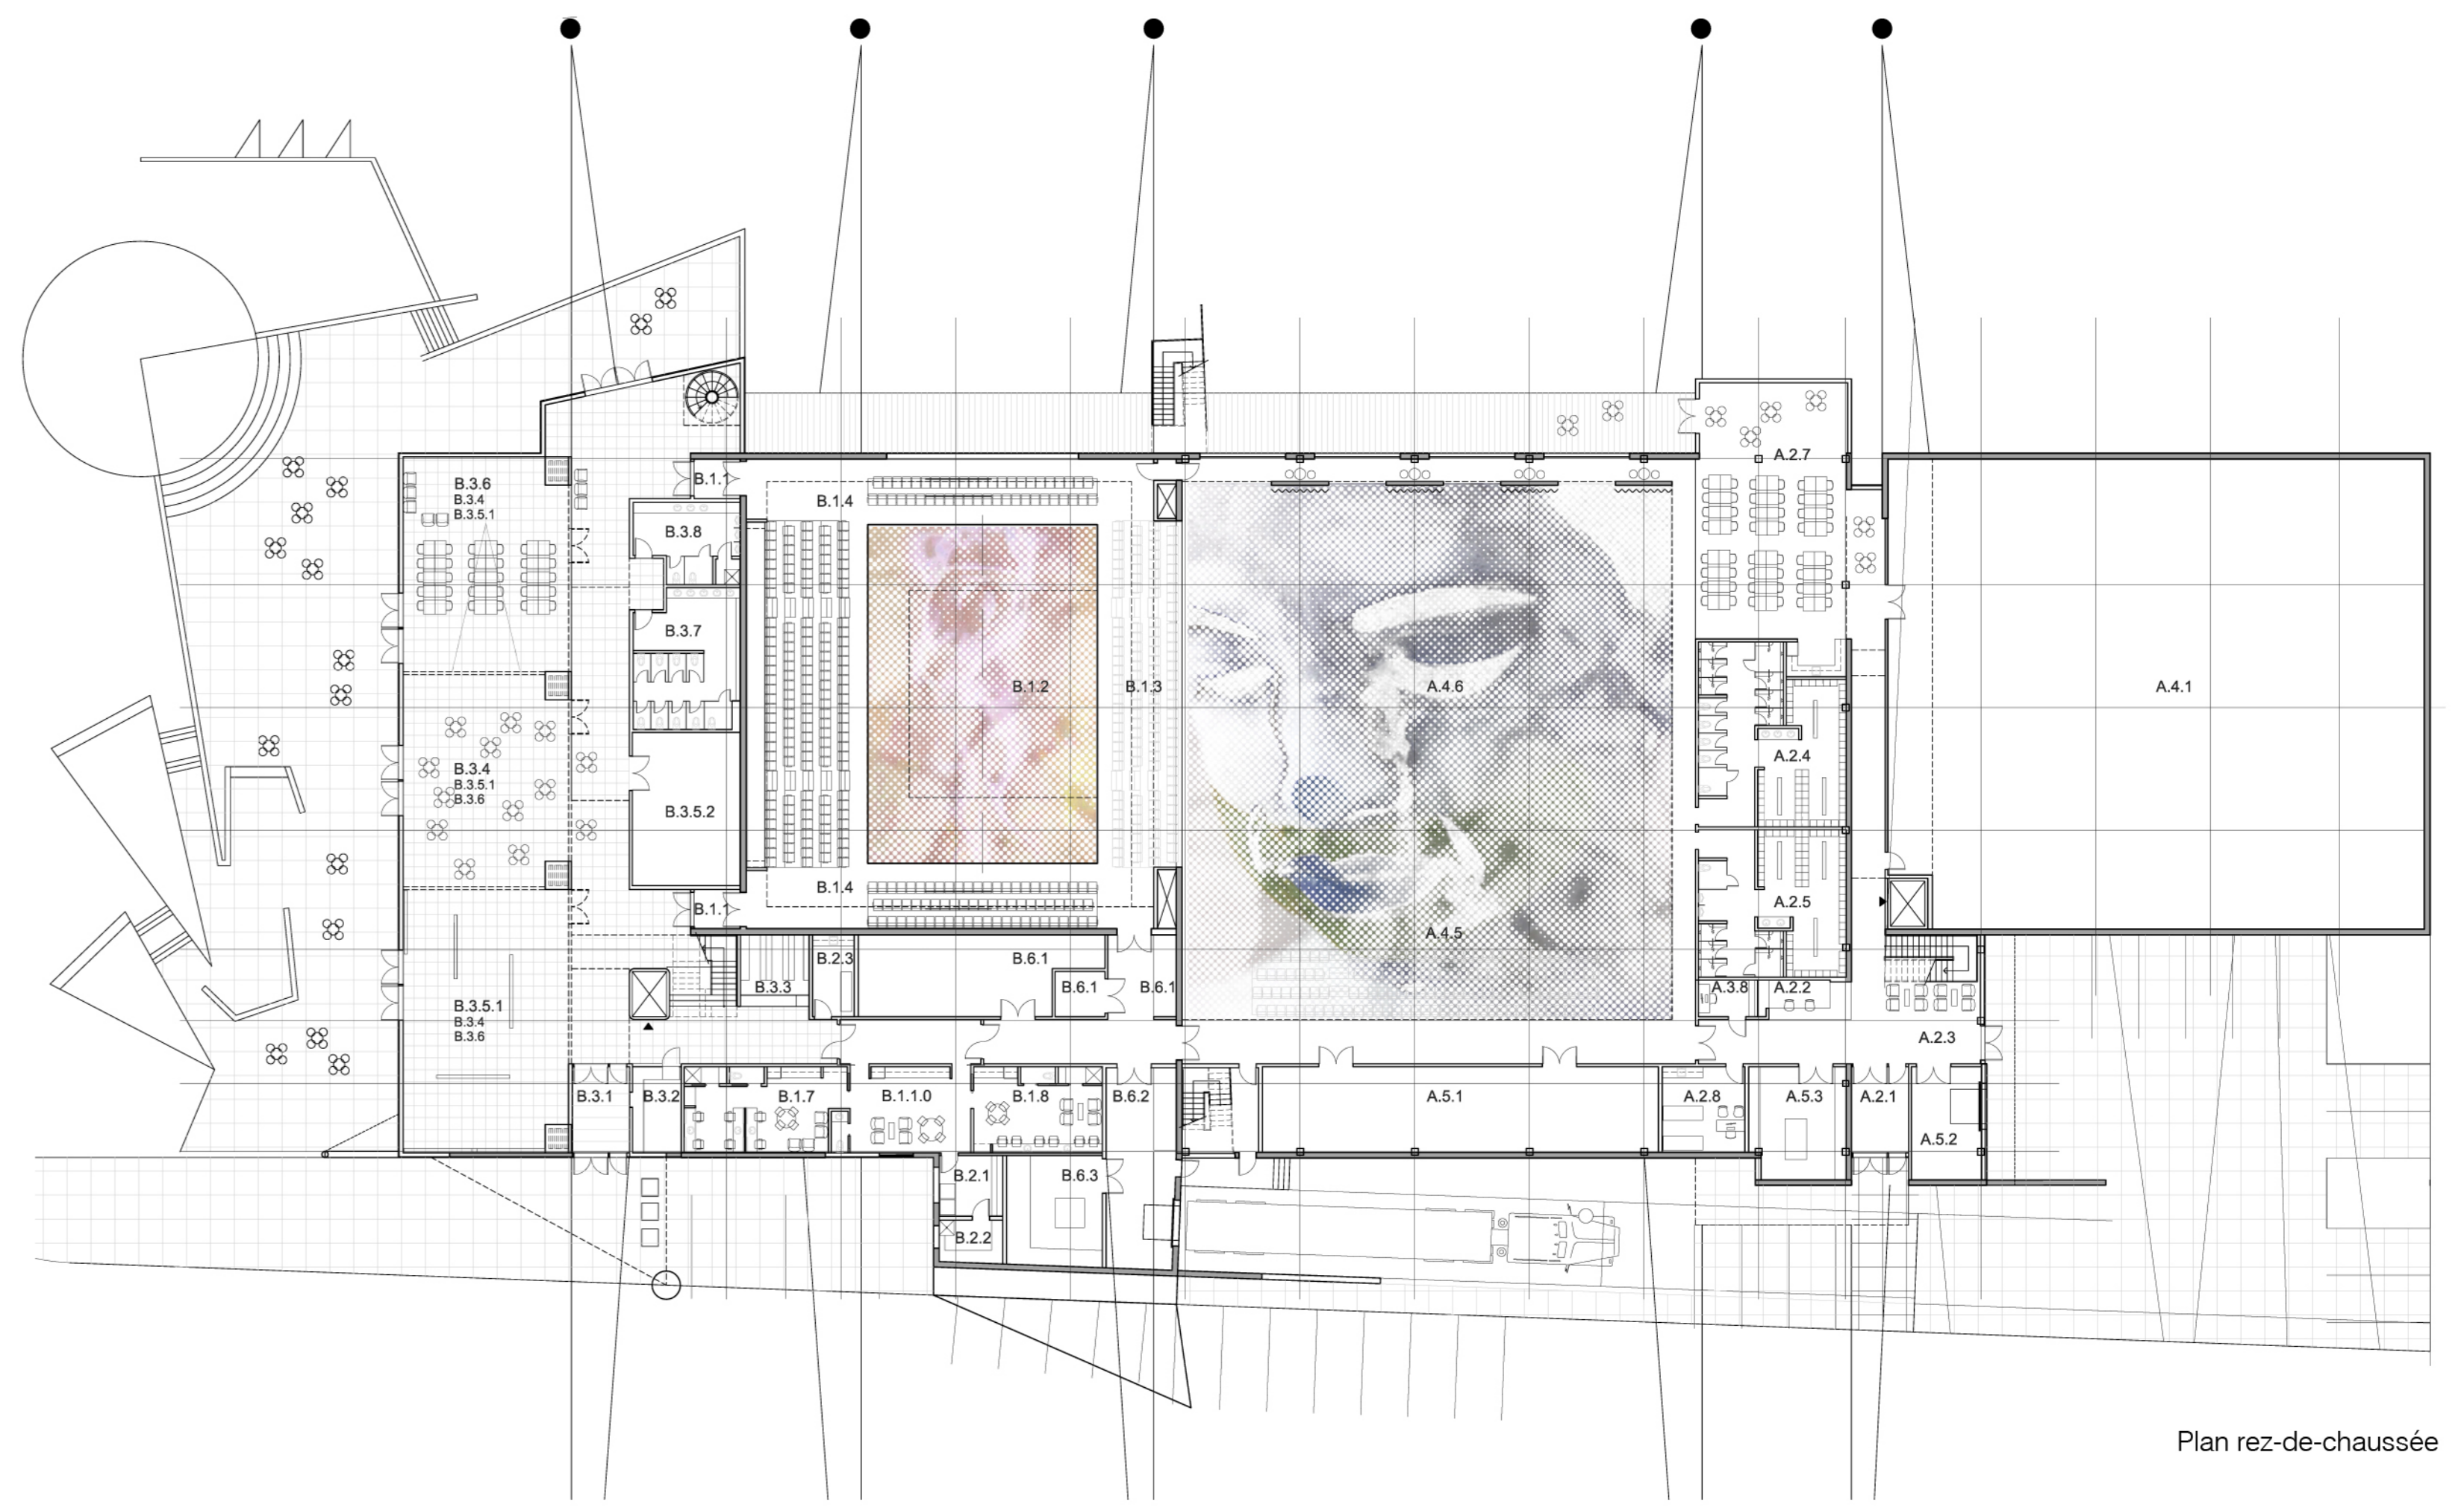 A.2.7
B.3.6
B.3.4
B.3.5.1
B.1.1
B.1.4
B.3.8
B.3.7
B.1.2
B.1.3
A.4.6
A.4.1
A.2.4
B.3.4
B.3.5.1
B.3.6
B.3.5.2
B.1.4
B.1.1
A.2.5
A.4.5
B.2.3
B.6.1
B.3.3
B.6.1
B.6.1
A.3.8
A.2.2
B.3.5.1
B.3.4
B.3.6
A.2.3
B.3.1
B.3.2
B.1.7
B.1.1.0
B.1.8
B.6.2
A.5.1
A.2.8
A.5.3
A.2.1
A.5.2
B.2.1
B.6.3
B.2.2
Plan rez-de-chaussée